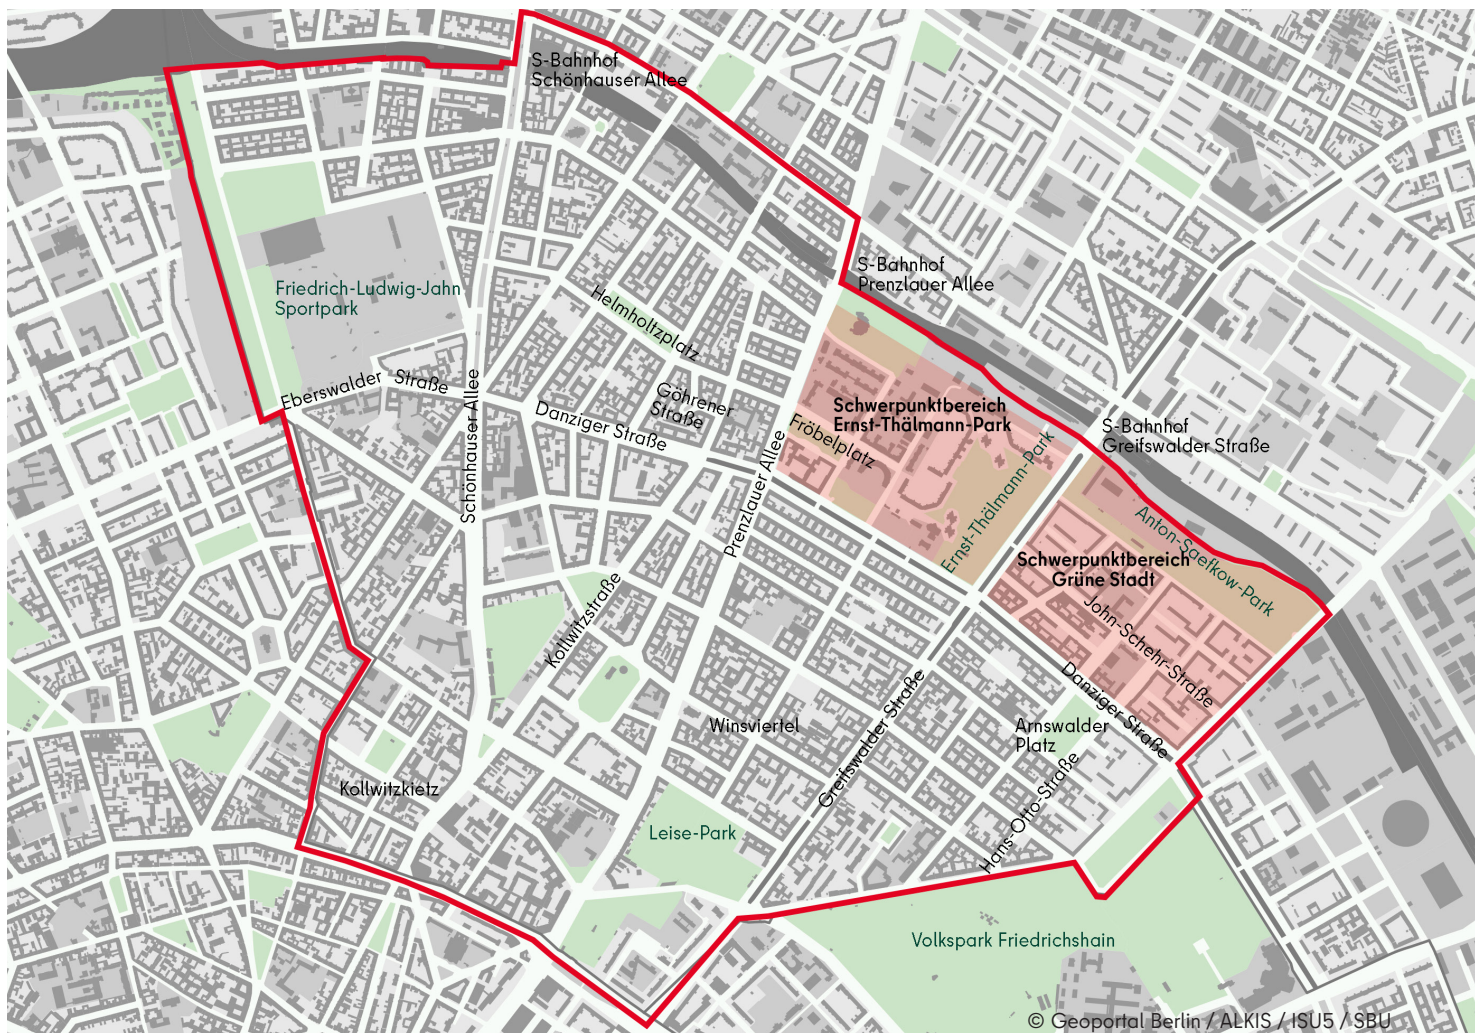 S-Bahnhof
Schönhauser Allee
S-Bahnhof
Prenzlauer Allee
Friedrich-Ludwig-Jahn
Sportpark
Helmholtzplatz
Eberswalder Straße
Schönhauser Allee
Göhrener
Straße
Danziger Straße
Schwerpunktbereich
Ernst-Thälmann-Park
Fröbelplatz
S-Bahnhof
Greifswalder Straße
Prenzlauer Allee
Ernst-Thälmann-Park
Anton-Saefkow-Park
Schwerpunktbereich
Grüne Stadt
John-Schehr-Straße
Kollwitzstraße
Danziger Straße
Winsviertel
Greifswalder Straße
Arnswalder
Platz
Kollwitzkietz
Hans-Otto-Straße
Leise-Park
Volkspark Friedrichshain
© Geoportal Berlin / ALKIS / ISU5 / SBU